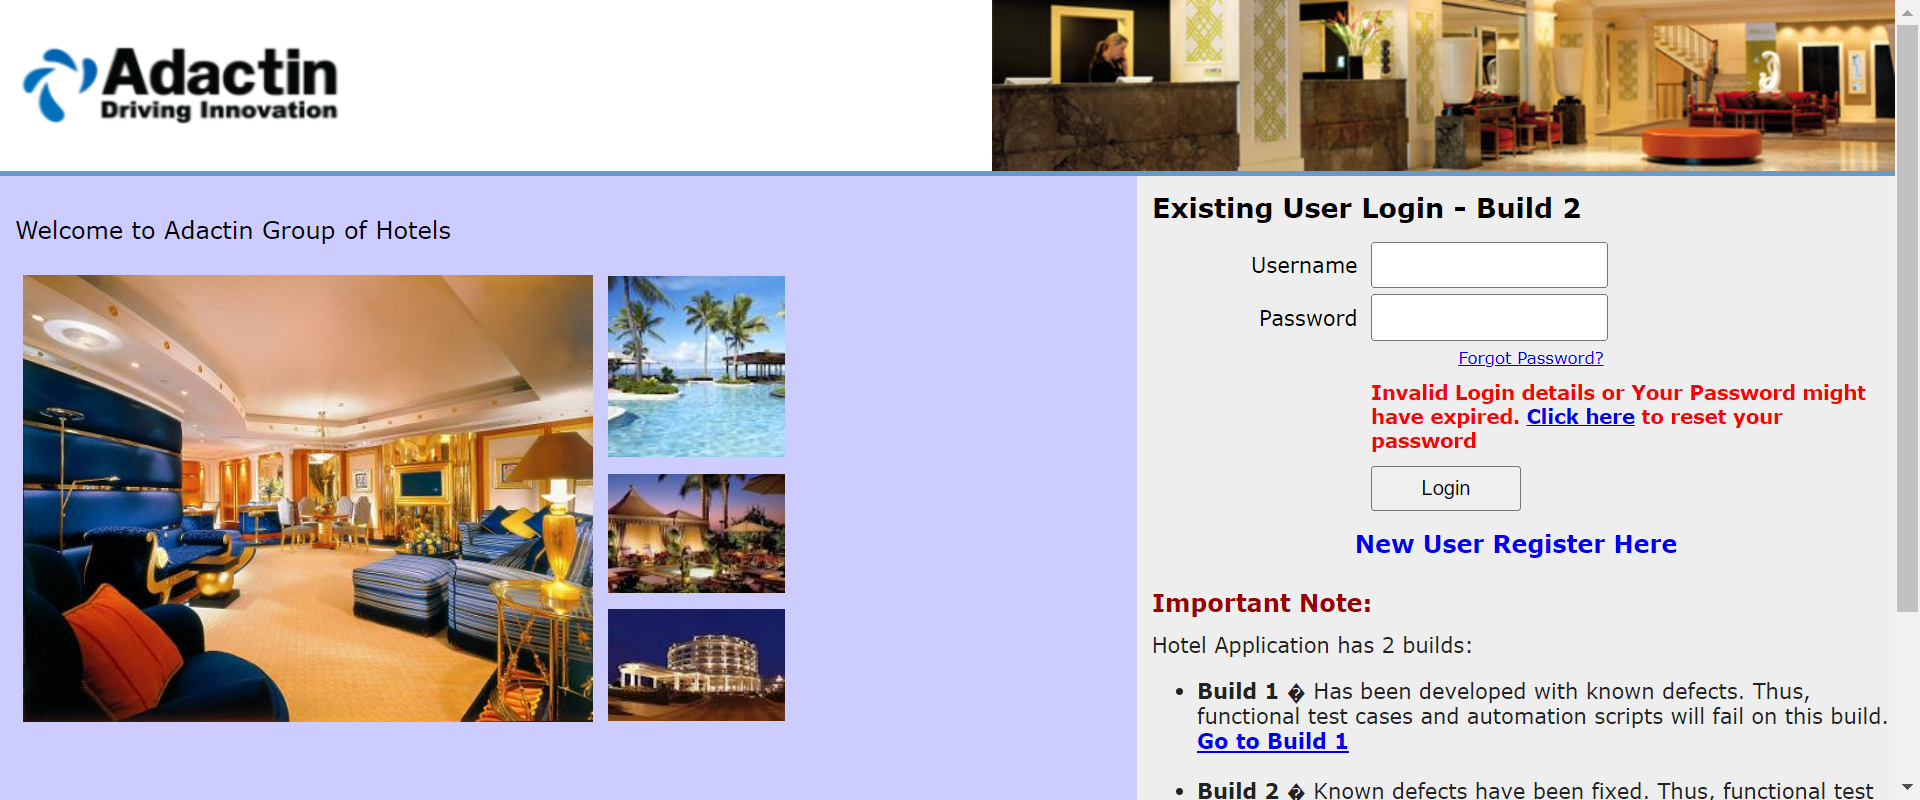 Adactin
Driving Innovation
Welcome to Adactin Group of Hotels
Existing User Login - Build 2
Username
Password
Forgot Password?
Invalid Login details or Your Password might
have expired. Click here to reset your
password
Login
New User Register Here
Important Note:
Hotel Application has 2 builds:
• Build 1 � Has been developed with known defects. Thus,
functional test cases and automation scripts will fail on this build.
Go to Build 1
• Build 2 � Known defects have been fixed. Thus, functional test